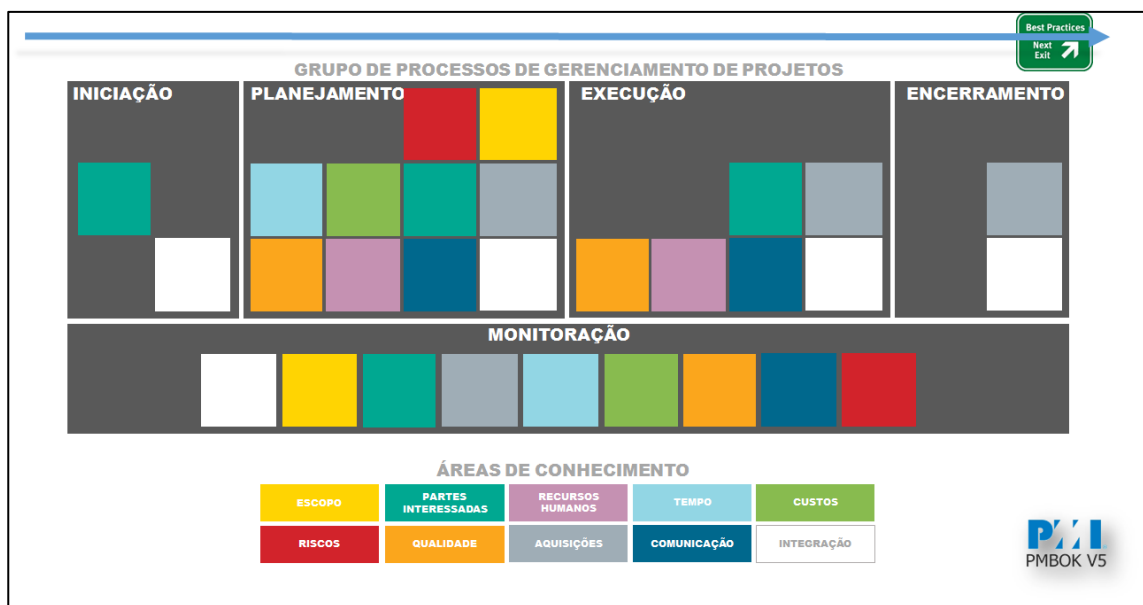 Best Practices
Next
Exit
GRUPO DE PROCESSOS DE GERENCIAMENTO DE PROJETOS
INICIAÇÃO
PLANEJAMENTO
EXECUÇÃO
ENCERRAMENTO
MONITORAÇÃO
ÁREAS DE CONHECIMENTO
ESCOPO
PARTES
INTERESSADAS
RECURSOS
HUMANOS
TEMPO
CUSTOS
RISCOS
QUALIDADE
AQUISIÇÕES
COMUNICAÇÃO
INTEGRAÇÃO
PMI
PMBOK V5